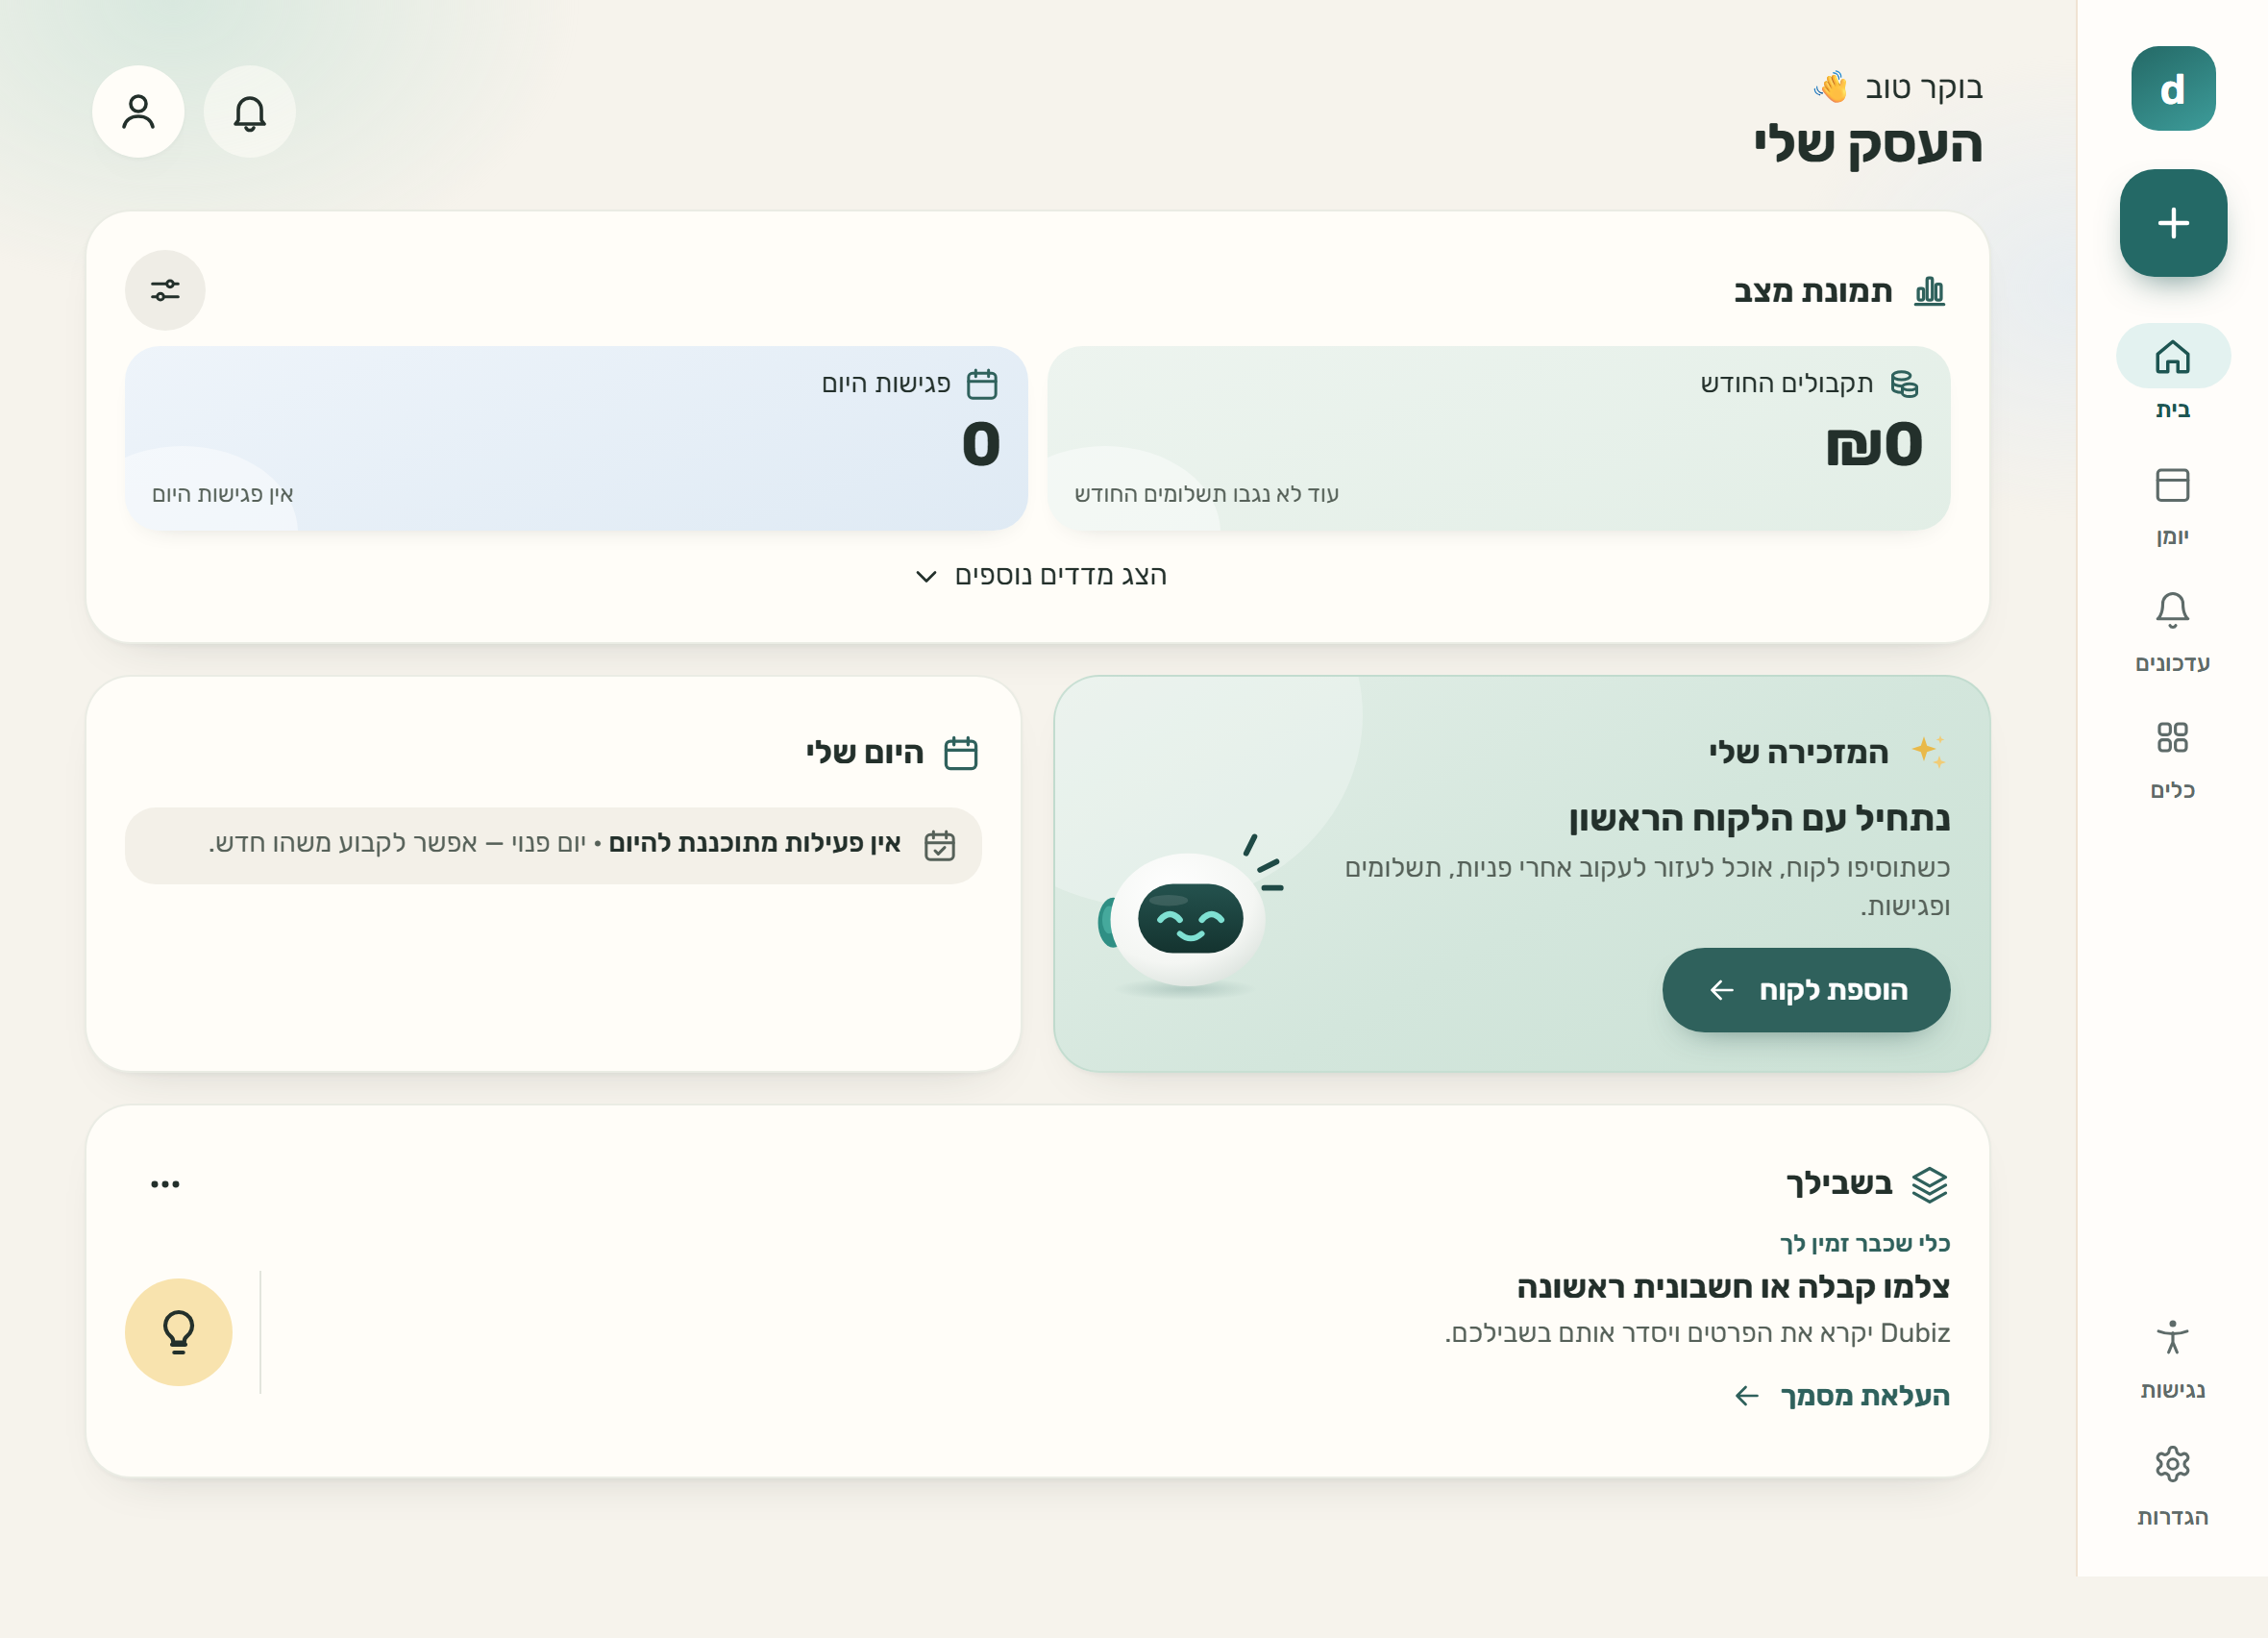 d
בית
יומן
עדכונים
כלים
נגישות
הגדרות
בוקר טוב 👋
העסק שלי
תמונת מצב
תקבולים החודש
₪0
עוד לא נגבו תשלומים החודש
פגישות היום
0
אין פגישות היום
הצג מדדים נוספים
המזכירה שלי
נתחיל עם הלקוח הראשון
כשתוסיפו לקוח, אוכל לעזור לעקוב אחרי פניות, תשלומים
ופגישות.
הוספת לקוח
היום שלי
אין פעילות מתוכננת להיום • יום פנוי — אפשר לקבוע משהו חדש.
בשבילך
כלי שכבר זמין לך
צלמו קבלה או חשבונית ראשונה
Dubiz יקרא את הפרטים ויסדר אותם בשבילכם.
העלאת מסמך